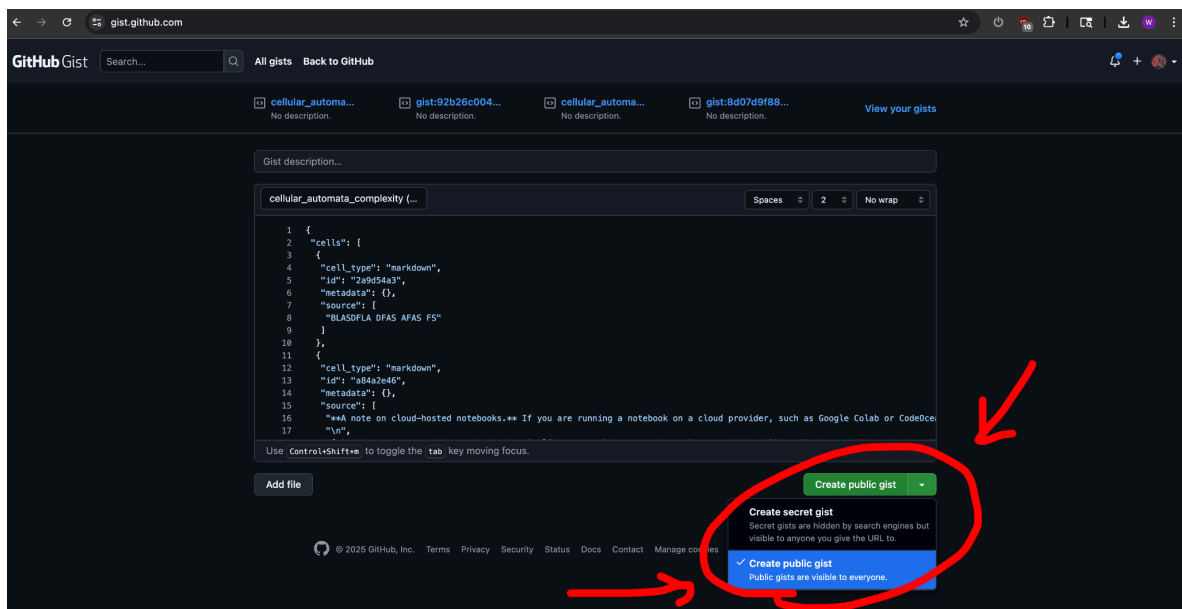 gist.github.com
10
W
GitHub Gist Search... All gists Back to GitHub
cellular_automa... gist:92b26c004... cellular_automa... gist:8d07d9f88... View your gists
No description. No description. No description. No description.
Gist description...
cellular_automata_complexity (... Spaces 2 No wrap
1 {
2 "cells": [
3 {
4 "cell_type": "markdown",
5 "id": "2a9d54a3",
6 "metadata": {},
7 "source": [
8 "BLASDFLA DFAS AFAS FS"
9 ]
10 },
11 {
12 "cell_type": "markdown",
13 "id": "a84a2e46",
14 "metadata": {},
15 "source": [
16 "**A note on cloud-hosted notebooks.** If you are running a notebook on a cloud provider, such as Google Colab or CodeOcea
17 "\n",
Use Control+Shift+m to toggle the tab key moving focus.
Add file Create public gist
Create secret gist
Secret gists are hidden by search engines but
visible to anyone you give the URL to.
© 2025 GitHub, Inc. Terms Privacy Security Status Docs Contact Manage cookies
Create public gist
Public gists are visible to everyone.